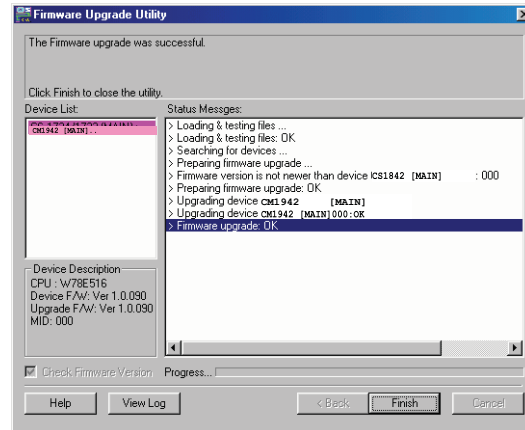 Firmware Upgrade Utility
The Firmware upgrade was successful.
Click Finish to close the utility.
Device List:
Status Messges:
CM1942 [MAIN]..
> Loading & testing files ...
> Loading & testing files: OK
> Searching for devices ...
> Preparing firmware upgrade ...
> Firmware version is not newer than device CS1842 [MAIN] : 000
> Preparing firmware upgrade: OK
> Upgrading device CM1942 [MAIN]
> Upgrading device CM1942 [MAIN]000:OK
> Firmware upgrade: OK
Device Description
CPU : W78E516
Device F/W: Ver 1.0.090
Upgrade F/W: Ver 1.0.090
MID: 000
Check Firmware Version
Progress...
Help
View Log
< Back
Finish
Cancel